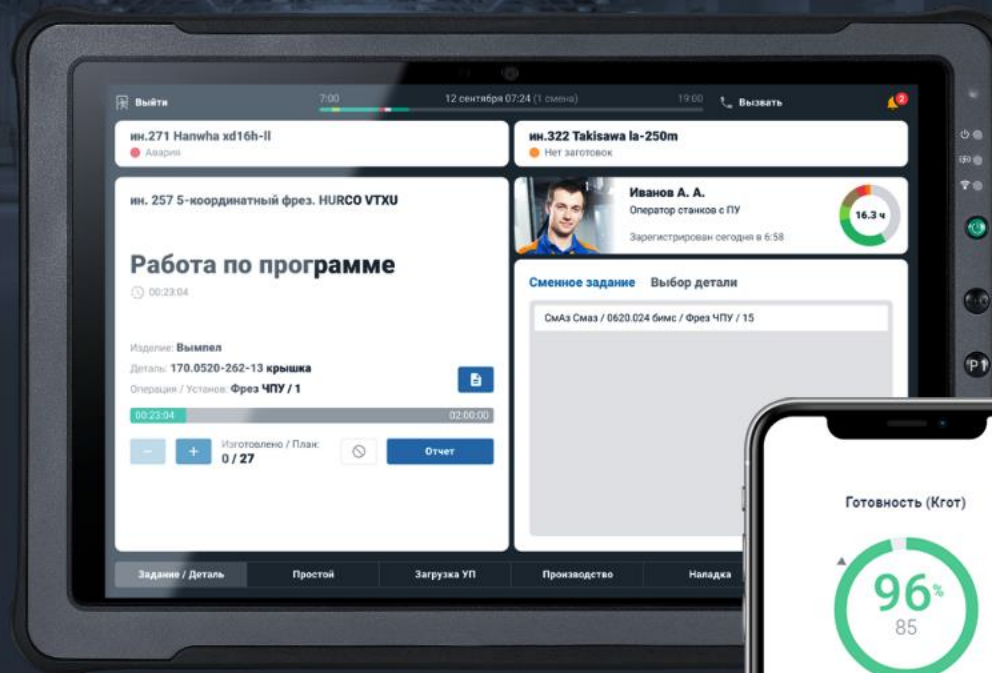 Выйти
7:00
12 сентября 07:24 (1 смена)
19:00
Вызвать
2
ин.271 Hanwha xd16h-II
Авария
ин.322 Takisawa la-250m
Нет заготовок
ин. 257 5-координатный фрез. HURCO VTXU
Работа по программе
00:23:04
Изделие: Вымпел
Деталь: 170.0520-262-13 крышка
Операция / Установ: Фрез ЧПУ / 1
00:23:04
02:00:00
Изготовлено / План:
0 / 27
Отчет
Иванов А. А.
Оператор станков с ПУ
Зарегистрирован сегодня в 6:58
16.3 ч
Сменное задание Выбор детали
СмАз Смаз / 0620.024 бимс / Фрез ЧПУ / 15
Задание / Деталь
Простой
Загрузка УП
Производство
Наладка
P
Готовность (Кгот)
96%
85